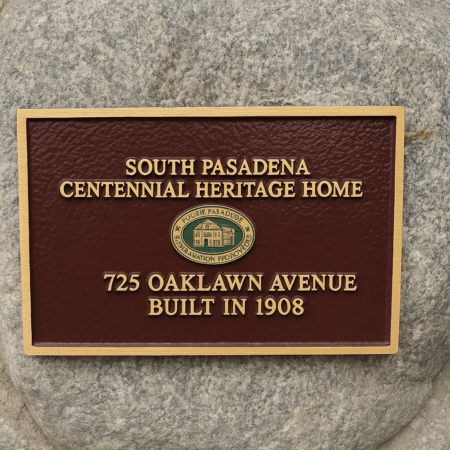 SOUTH PASADENA
CENTENNIAL HERITAGE HOME
725 OAKLAWN AVENUE
BUILT IN 1908